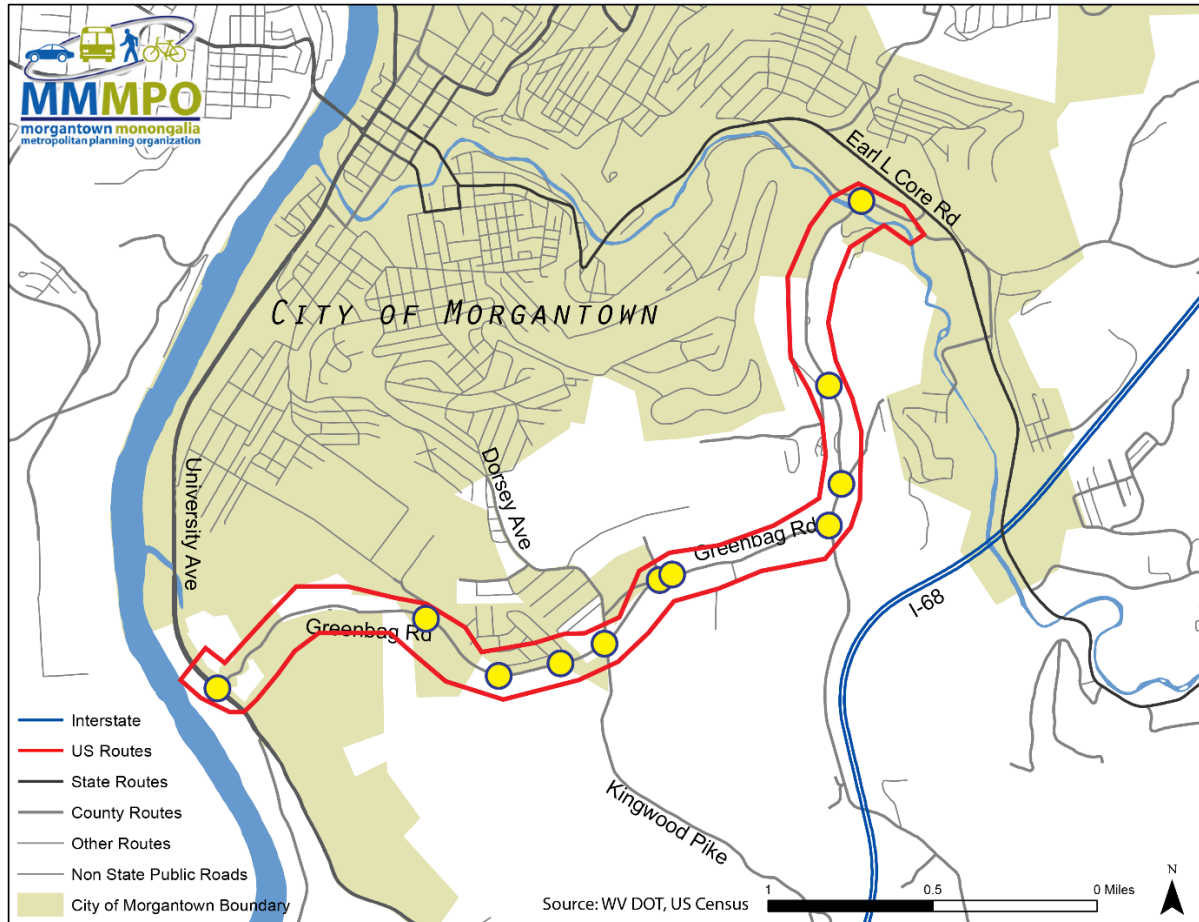 MMMPO
morgantown monongalia
metropolitan planning organization
Earl L Core Rd
CITY OF MORGANTOWN
University Ave
Dorsey Ave
Greenbag Rd
Greenbag Rd
I-68
Kingwood Pike
Interstate
US Routes
State Routes
County Routes
Other Routes
Non State Public Roads
City of Morgantown Boundary
Source: WV DOT, US Census
1
0.5
0 Miles
N